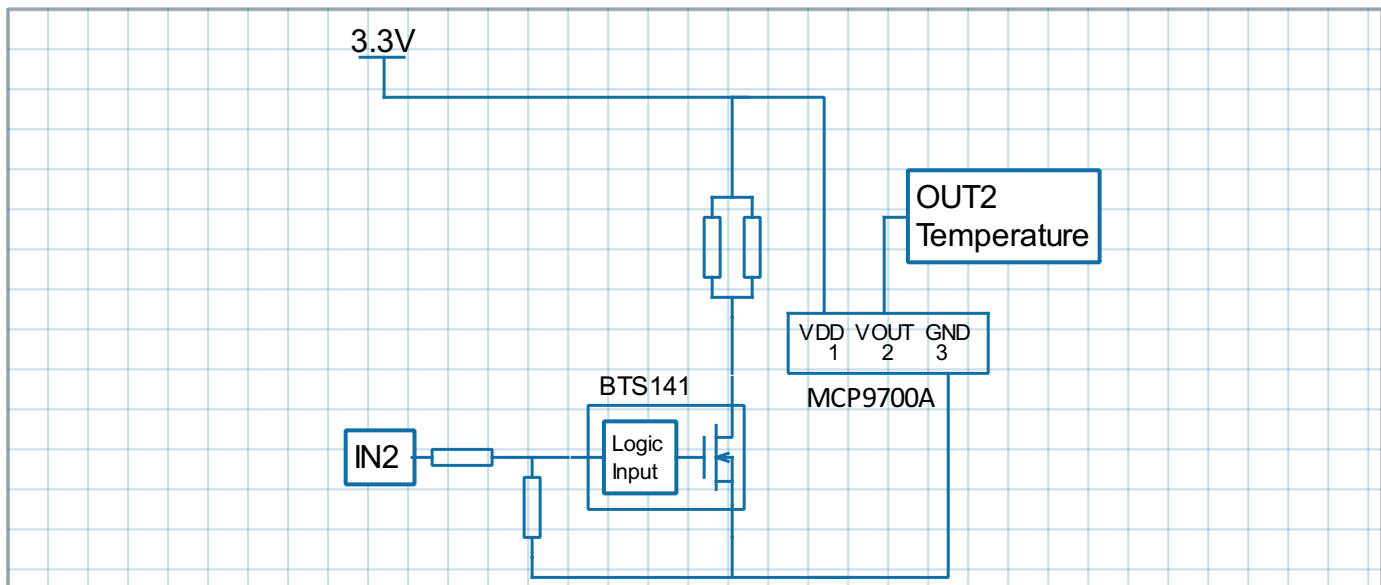 3.3V
OUT2
Temperature
VDD VOUT GND
1 2 3
MCP9700A
BTS141
IN2
Logic
Input